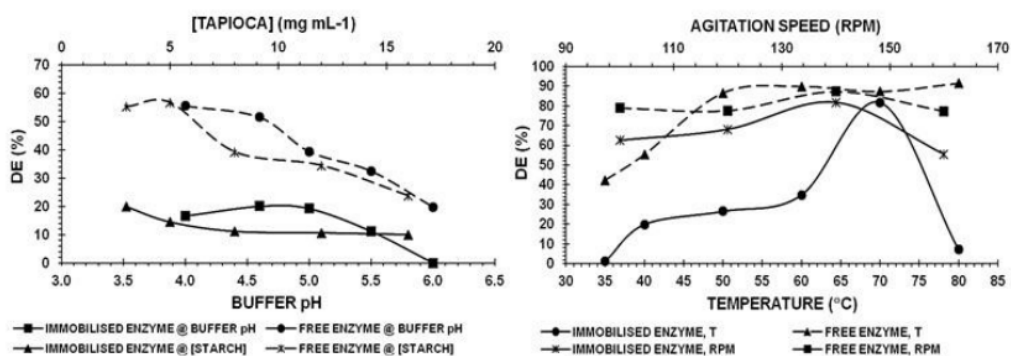 [TAPIOCA] (mg mL-1)
0 5 10 15 20
70
60
50
40
30
20
10
0
DE (%)
3.0 3.5 4.0 4.5 5.0 5.5 6.0 6.5
BUFFER pH
IMMOBILISED ENZYME @ BUFFER pH
FREE ENZYME @ BUFFER pH
IMMOBILISED ENZYME @ [STARCH]
FREE ENZYME @ [STARCH]
AGITATION SPEED (RPM)
90 110 130 150 170
100
90
80
70
60
50
40
30
20
10
0
DE (%)
30 35 40 45 50 55 60 65 70 75 80 85
TEMPERATURE (°C)
IMMOBILISED ENZYME, T
FREE ENZYME, T
IMMOBILISED ENZYME, RPM
FREE ENZYME, RPM